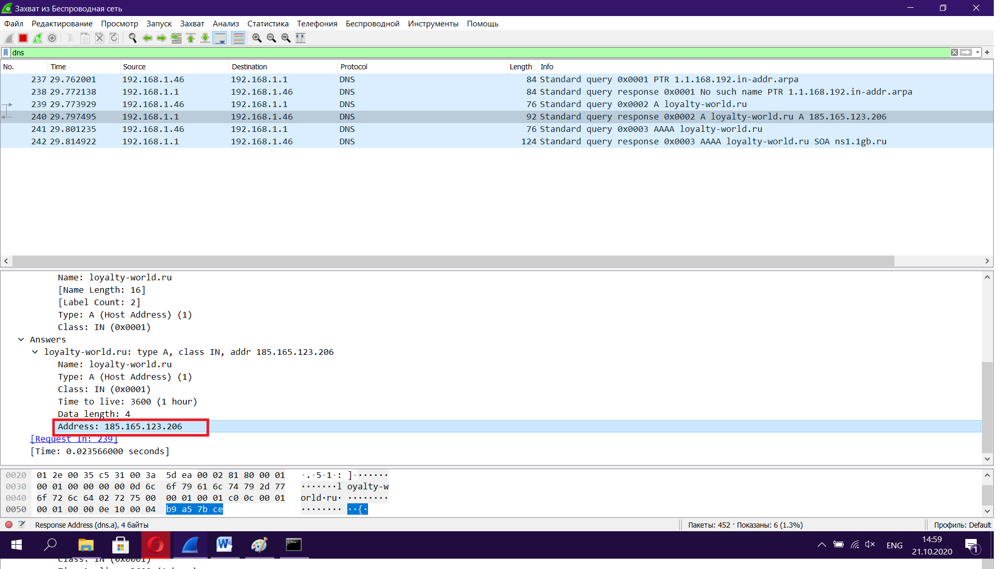 Захват из Беспроводная сеть
Файл Редактирование Просмотр Запуск Захват Анализ Статистика Телефония Беспроводной Инструменты Помощь
dns
No. Time Source Destination Protocol Length Info
237 29.762001 192.168.1.46 192.168.1.1 DNS 84 Standard query 0x0001 PTR 1.1.168.192.in-addr.arpa
238 29.772138 192.168.1.1 192.168.1.46 DNS 84 Standard query response 0x0001 No such name PTR 1.1.168.192.in-addr.arpa
239 29.773929 192.168.1.46 192.168.1.1 DNS 76 Standard query 0x0002 A loyalty-world.ru
240 29.797495 192.168.1.1 192.168.1.46 DNS 92 Standard query response 0x0002 A loyalty-world.ru A 185.165.123.206
241 29.801235 192.168.1.46 192.168.1.1 DNS 76 Standard query 0x0003 AAAA loyalty-world.ru
242 29.814922 192.168.1.1 192.168.1.46 DNS 124 Standard query response 0x0003 AAAA loyalty-world.ru SOA ns1.1gb.ru
Name: loyalty-world.ru
[Name Length: 16]
[Label Count: 2]
Type: A (Host Address) (1)
Class: IN (0x0001)
Answers
loyalty-world.ru: type A, class IN, addr 185.165.123.206
Name: loyalty-world.ru
Type: A (Host Address) (1)
Class: IN (0x0001)
Time to live: 3600 (1 hour)
Data length: 4
Address: 185.165.123.206
[Request In: 239]
[Time: 0.023566000 seconds]
0020 01 2e 00 35 c5 31 00 3a 5d ea 00 02 81 80 00 01 ·.·5·1·: ]·······
0030 00 01 00 00 00 00 0d 6c 6f 79 61 6c 74 79 2d 77 ·······l oyalty-w
0040 6f 72 6c 64 02 72 75 00 00 01 00 01 c0 0c 00 01 orld·ru· ········
0050 00 01 00 00 0e 10 00 04 b9 a5 7b ce ········ ··{·
Response Address (dns.a), 4 байты Пакеты: 452 · Показаны: 6 (1.3%) Профиль: Default
ENG
14:59
21.10.2020
1
Class: IN (0x0001)